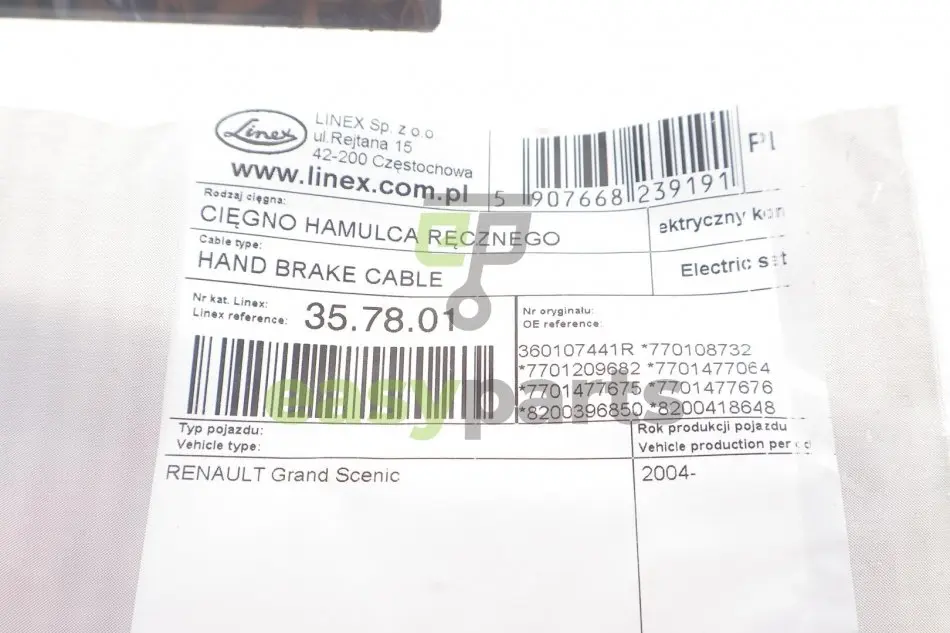 Linex
LINEX Sp. z o.o
ul.Rejtana 15
42-200 Częstochowa
www.linex.com.pl
5 907668 239191
Rodzaj cięgna:
CIĘGNO HAMULCA RĘCZNEGO
ektryczny
Cable type:
HAND BRAKE CABLE
Electric
Nr kat. Linex:
Linex reference: 35.78.01
Nr oryginału:
OE reference:
360107441R *770108732
*7701209682 *7701477064
*7701477675 *7701477676
*8200396850 *8200418648
easyparts
Typ pojazdu:
Vehicle type:
Rok produkcji pojazdu
Vehicle production per
RENAULT Grand Scenic
2004-